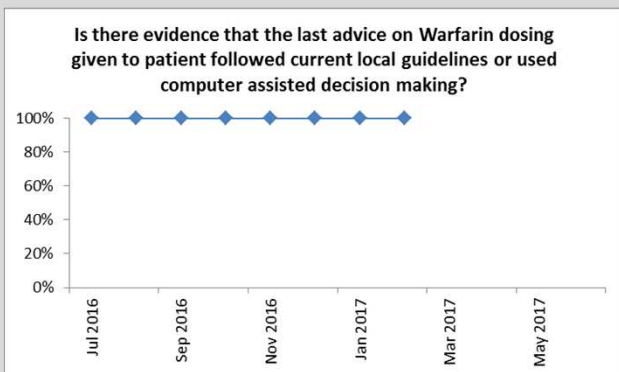 Is there evidence that the last advice on Warfarin dosing
given to patient followed current local guidelines or used
computer assisted decision making?
100%
80%
60%
40%
20%
0%
Jul 2016
Sep 2016
Nov 2016
Jan 2017
Mar 2017
May 2017